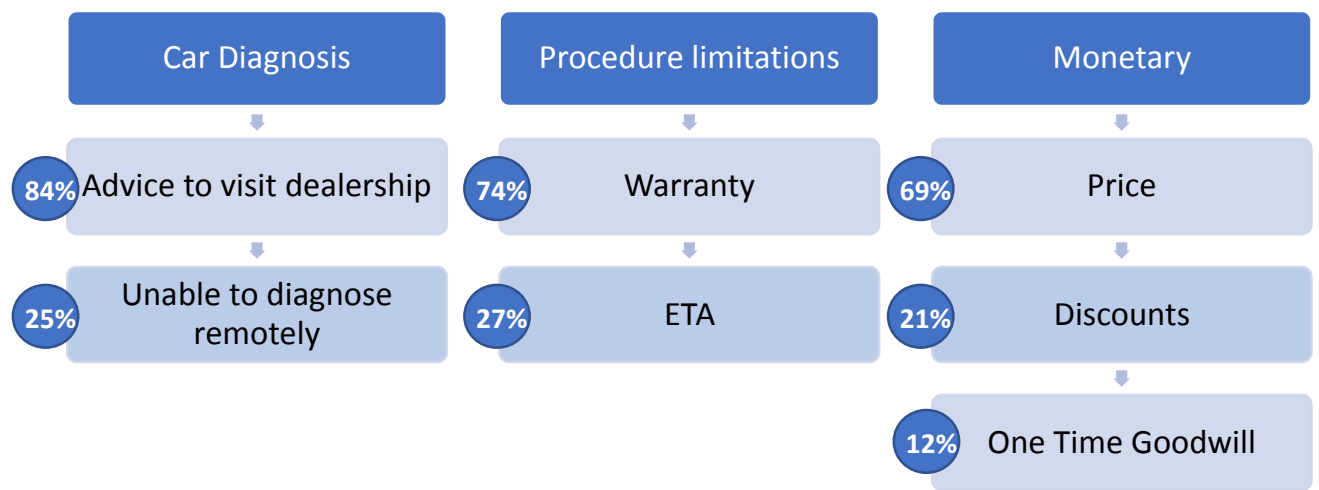 Car Diagnosis
Procedure limitations
Monetary
84%
Advice to visit dealership
74%
Warranty
69%
Price
25%
Unable to diagnose
remotely
27%
ETA
21%
Discounts
12%
One Time Goodwill